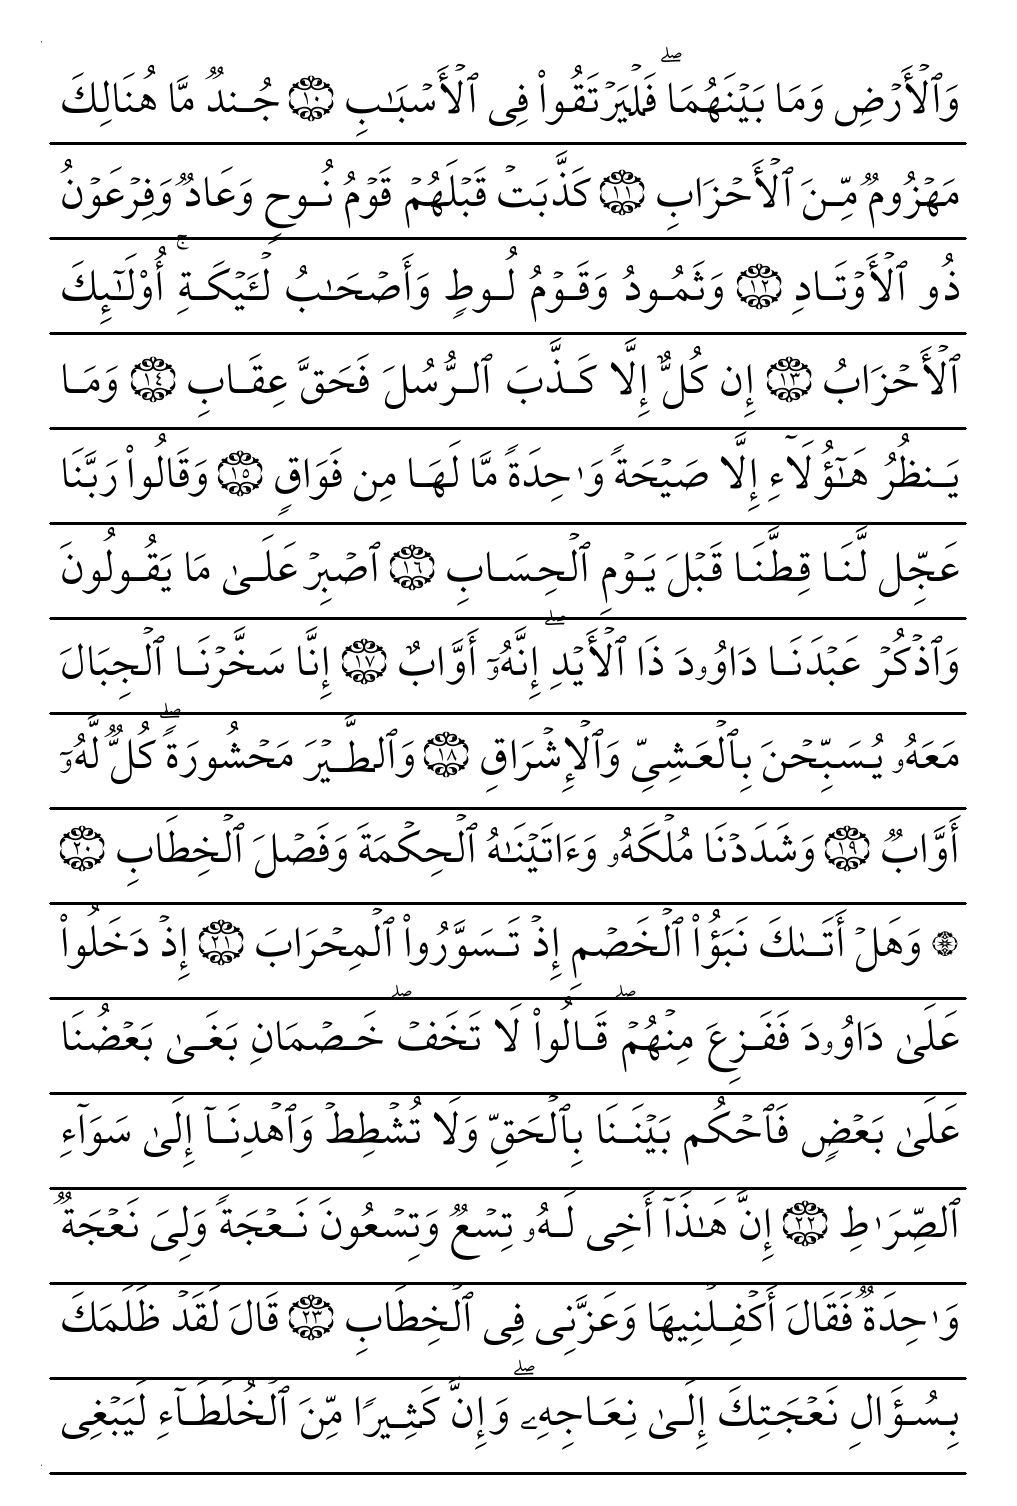 وَٱلۡأَرۡضِ وَمَا بَيۡنَهُمَاۖ فَلۡيَرۡتَقُواْ فِي ٱلۡأَسۡبَٰبِ ١٠ جُندٞ مَّا هُنَالِكَ
مَهۡزُومٞ مِّنَ ٱلۡأَحۡزَابِ ١١ كَذَّبَتۡ قَبۡلَهُمۡ قَوۡمُ نُوحٖ وَعَادٞ وَفِرۡعَوۡنُ
ذُو ٱلۡأَوۡتَادِ ١٢ وَثَمُودُ وَقَوۡمُ لُوطٖ وَأَصۡحَٰبُ لۡـَٔيۡكَةِۚ أُوْلَٰٓئِكَ
ٱلۡأَحۡزَابُ ١٣ إِن كُلٌّ إِلَّا كَذَّبَ ٱلرُّسُلَ فَحَقَّ عِقَابِ ١٤ وَمَا
يَنظُرُ هَٰٓؤُلَآءِ إِلَّا صَيۡحَةٗ وَٰحِدَةٗ مَّا لَهَا مِن فَوَاقٖ ١٥ وَقَالُواْ رَبَّنَا
عَجِّل لَّنَا قِطَّنَا قَبۡلَ يَوۡمِ ٱلۡحِسَابِ ١٦ ٱصۡبِرۡ عَلَىٰ مَا يَقُولُونَ
وَٱذۡكُرۡ عَبۡدَنَا دَاوُۥدَ ذَا ٱلۡأَيۡدِۖ إِنَّهُۥٓ أَوَّابٌ ١٧ إِنَّا سَخَّرۡنَا ٱلۡجِبَالَ
مَعَهُۥ يُسَبِّحۡنَ بِٱلۡعَشِيِّ وَٱلۡإِشۡرَاقِ ١٨ وَٱلطَّيۡرَ مَحۡشُورَةٗۖ كُلّٞ لَّهُۥٓ
أَوَّابٞ ١٩ وَشَدَدۡنَا مُلۡكَهُۥ وَءَاتَيۡنَٰهُ ٱلۡحِكۡمَةَ وَفَصۡلَ ٱلۡخِطَابِ ٢٠
۞ وَهَلۡ أَتَىٰكَ نَبَؤُاْ ٱلۡخَصۡمِ إِذۡ تَسَوَّرُواْ ٱلۡمِحۡرَابَ ٢١ إِذۡ دَخَلُواْ
عَلَىٰ دَاوُۥدَ فَفَزِعَ مِنۡهُمۡۖ قَالُواْ لَا تَخَفۡۖ خَصۡمَانِ بَغَىٰ بَعۡضُنَا
عَلَىٰ بَعۡضٖ فَٱحۡكُم بَيۡنَنَا بِٱلۡحَقِّ وَلَا تُشۡطِطۡ وَٱهۡدِنَآ إِلَىٰ سَوَآءِ
ٱلصِّرَٰطِ ٢٢ إِنَّ هَٰذَآ أَخِي لَهُۥ تِسۡعٞ وَتِسۡعُونَ نَعۡجَةٗ وَلِيَ نَعۡجَةٞ
وَٰحِدَةٞ فَقَالَ أَكۡفِلۡنِيهَا وَعَزَّنِي فِي ٱلۡخِطَابِ ٢٣ قَالَ لَقَدۡ ظَلَمَكَ
بِسُؤَالِ نَعۡجَتِكَ إِلَىٰ نِعَاجِهِۦۖ وَإِنَّ كَثِيرٗا مِّنَ ٱلۡخُلَطَآءِ لَيَبۡغِي